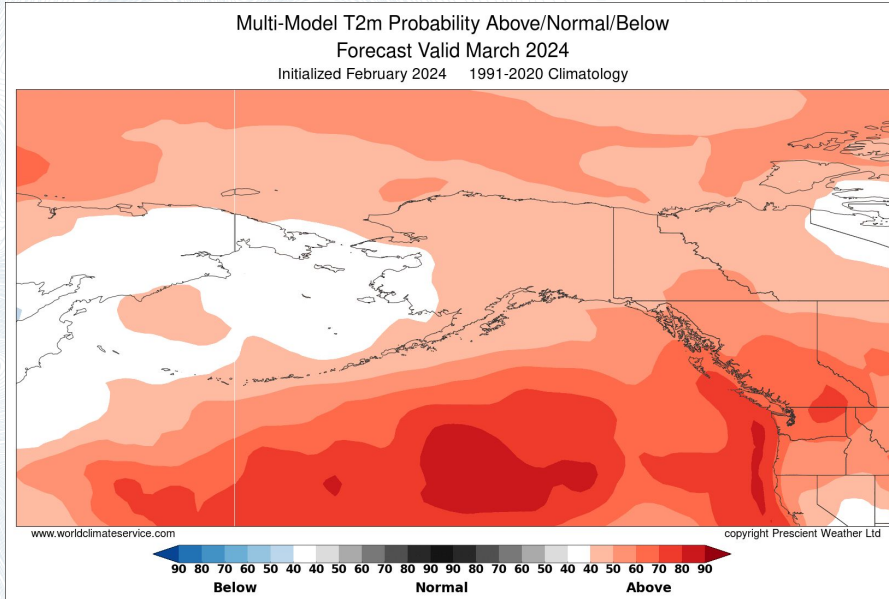 Multi-Model T2m Probability Above/Normal/Below
Forecast Valid March 2024
Initialized February 2024 1991-2020 Climatology
www.worldclimateservice.com copyright Prescient Weather Ltd
90 80 70 60 50 40 50 60 70 80 90 90 80 70 60 50 40 50 60 70 80 90
Below Normal Above